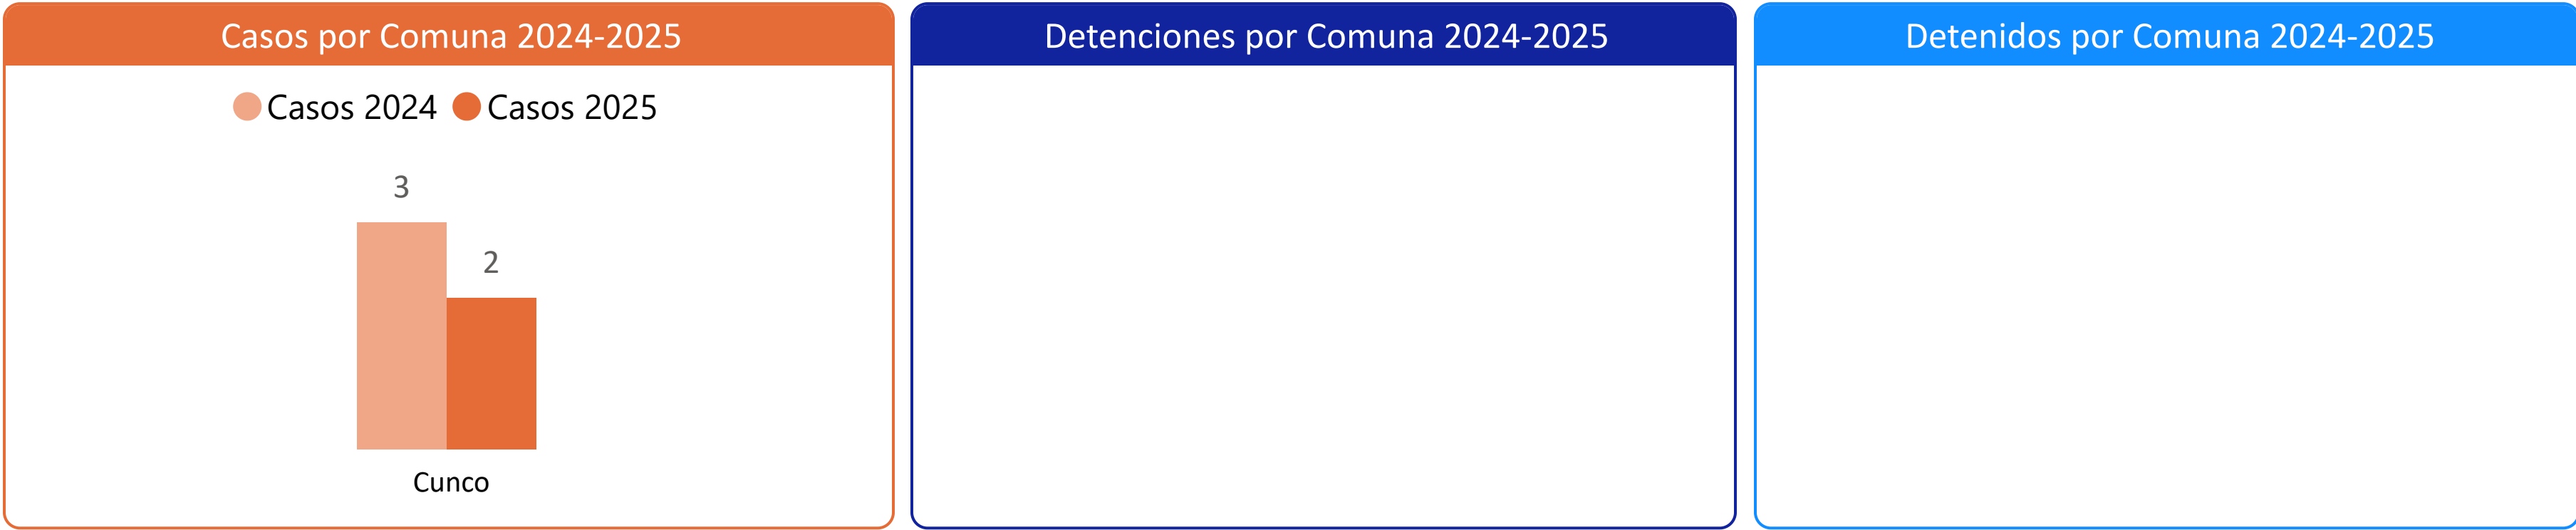 Casos por Comuna 2024-2025
Casos 2024 Casos 2025
3
2
Cunco
Detenciones por Comuna 2024-2025
Detenidos por Comuna 2024-2025